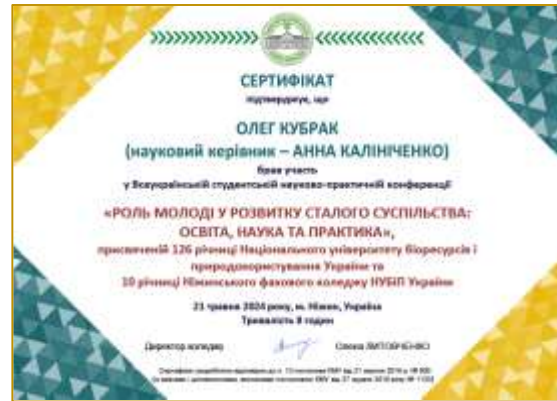 СЕРТИФІКАТ
підтверджує, що
ОЛЕГ КУБРАК
(науковий керівник – АННА КАЛІНІЧЕНКО)
брав участь
у Всеукраїнській студентській науково-практичній конференції
«РОЛЬ МОЛОДІ У РОЗВИТКУ СТАЛОГО СУСПІЛЬСТВА:
ОСВІТА, НАУКА ТА ПРАКТИКА»,
присвяченій 126 річниці Національного університету біоресурсів і
природокористування України та
10 річниці Ніжинського фахового коледжу НУБіП України
21 травня 2024 року, м. Ніжин, Україна
Тривалість 8 годин
Директор коледжу
Олена ЛИТОВЧЕНКО